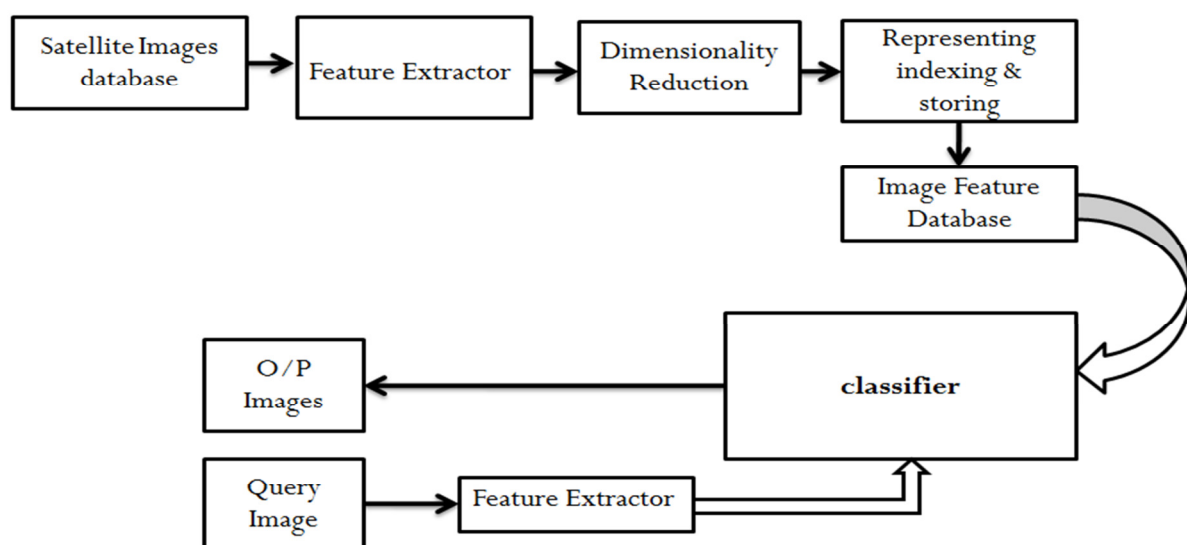 Satellite Images
database
Feature Extractor
Dimensionality
Reduction
Representing
indexing &
storing
Image Feature
Database
classifier
O/P
Images
Query
Image
Feature Extractor